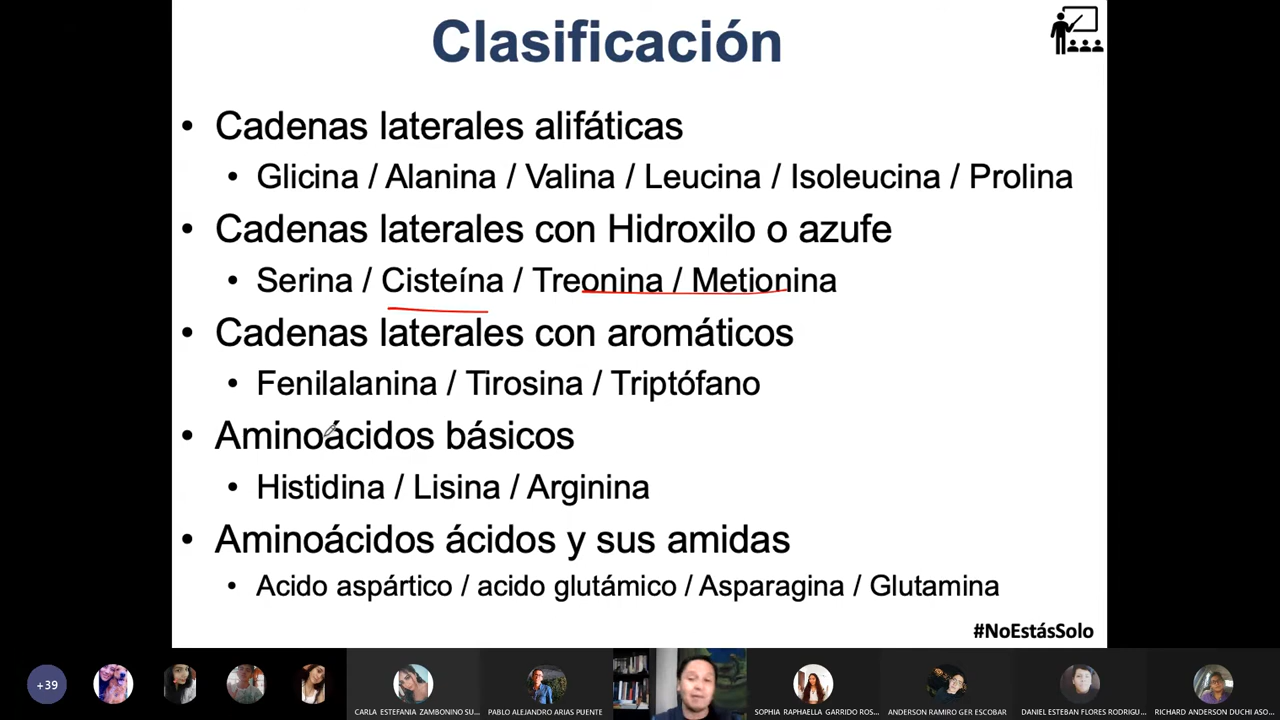 Clasificación
• Cadenas laterales alifáticas
• Glicina / Alanina / Valina / Leucina / Isoleucina / Prolina
• Cadenas laterales con Hidroxilo o azufe
• Serina / Cisteína / Treonina / Metionina
• Cadenas laterales con aromáticos
• Fenilalanina / Tirosina / Triptófano
• Aminoácidos básicos
• Histidina / Lisina / Arginina
• Aminoácidos ácidos y sus amidas
• Acido aspártico / acido glutámico / Asparagina / Glutamina
#NoEstásSolo
+39
CARLA ESTEFANIA ZAMBONINO SU...
PABLO ALEJANDRO ARIAS PUENTE
SOPHIA RAPHAELLA GARRIDO ROS...
ANDERSON RAMIRO GER ESCOBAR
DANIEL ESTEBAN FLORES RODRIGU...
RICHARD ANDERSON DUCHI ASO...